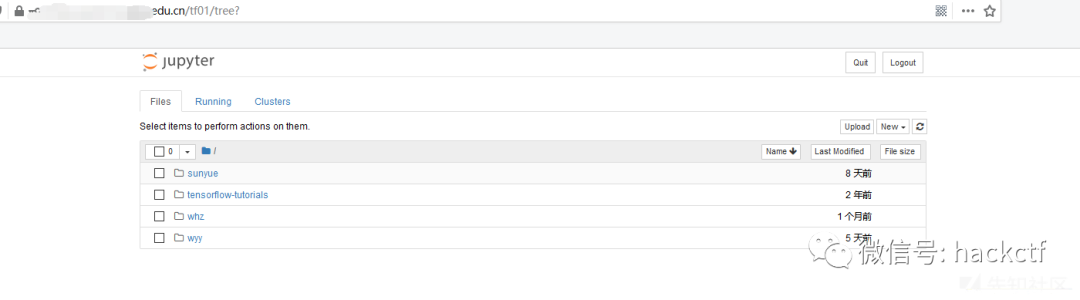 edu.cn/tf01/tree?
jupyter
Quit Logout
Files Running Clusters
Select items to perform actions on them.
Upload New
0 / Name Last Modified File size
sunyue 8 天前
tensorflow-tutorials 2 年前
whz 1 个月前
wyy 5 天前
微信号: hackctf